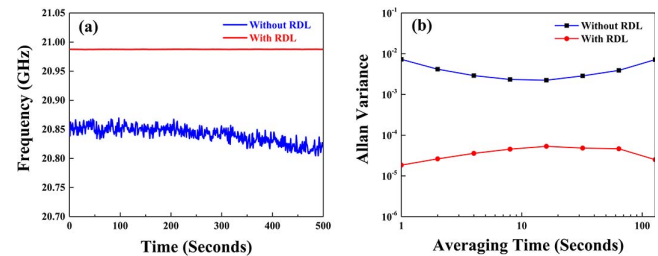 (a)
Without RDL
With RDL
21.05
21.00
20.95
20.90
20.85
20.80
20.75
20.70
0 100 200 300 400 500
Frequency (GHz)
Time (Seconds)
(b)
Without RDL
With RDL
10⁻¹
10⁻²
10⁻³
10⁻⁴
10⁻⁵
10⁻⁶
1 10 100
Allan Variance
Averaging Time (Seconds)